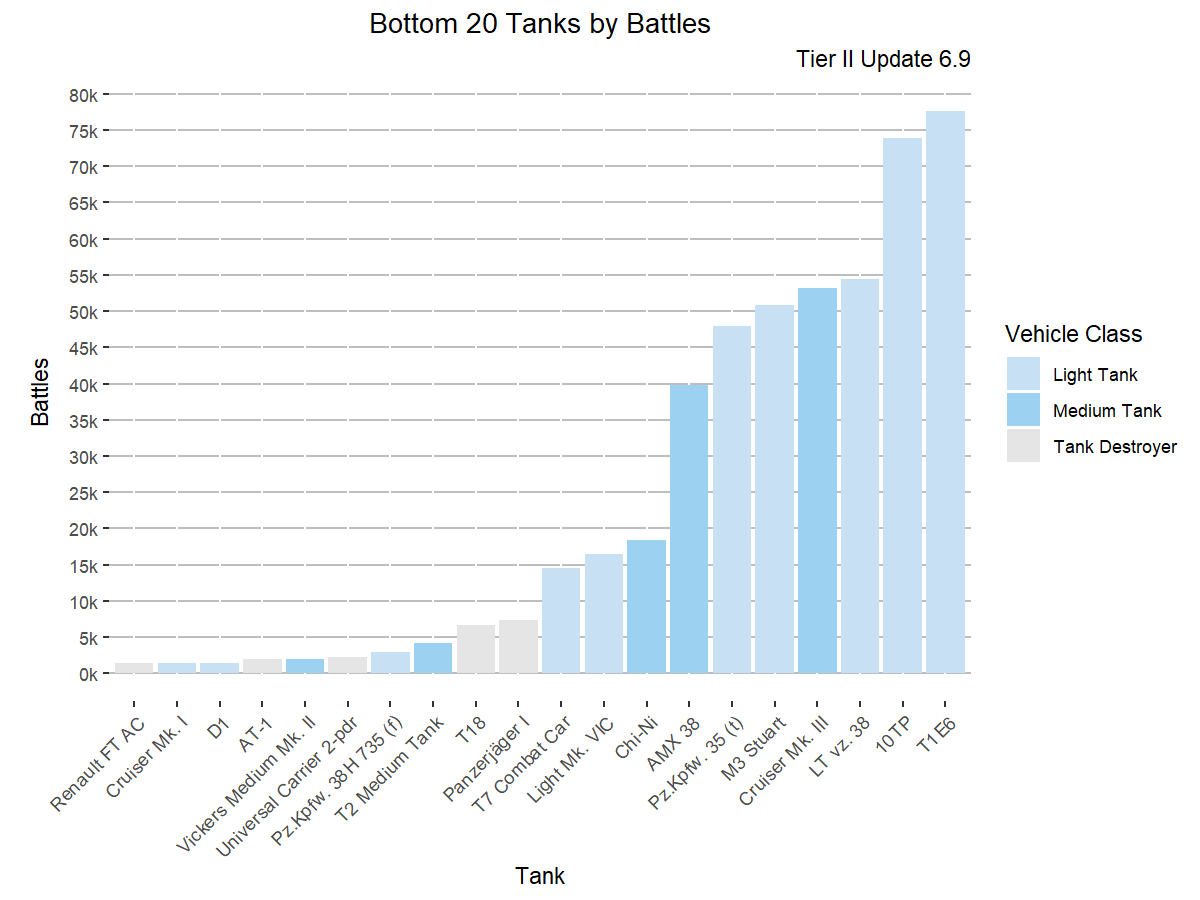 Bottom 20 Tanks by Battles
Tier II Update 6.9
80k
75k
70k
65k
60k
55k
50k
45k
40k
35k
30k
25k
20k
15k
10k
5k
0k
Battles
Renault FT AC
Cruiser Mk. I
D1
AT-1
Vickers Medium Mk. II
Universal Carrier 2-pdr
Pz.Kpfw. 38H 735 (f)
T2 Medium Tank
T18
Panzerjäger I
T7 Combat Car
Light Mk. VIC
Chi-Ni
AMX 38
Pz.Kpfw. 35 (t)
M3 Stuart
Cruiser Mk. III
LT vz. 38
10TP
T1E6
Tank
Vehicle Class
Light Tank
Medium Tank
Tank Destroyer